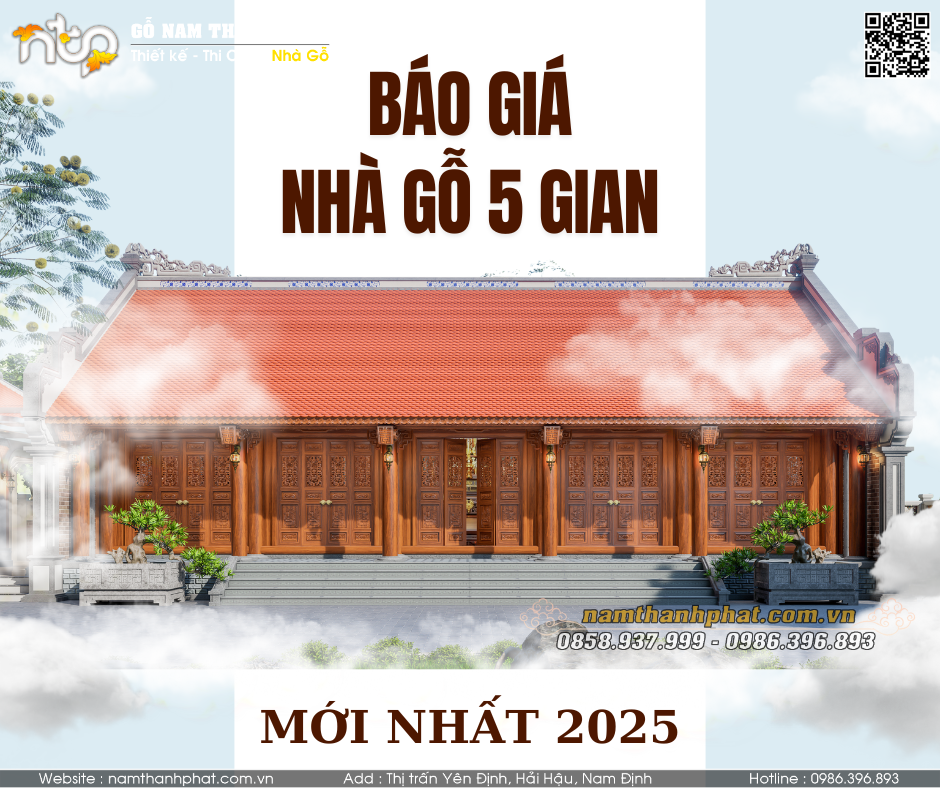 ntp
GỖ NAM TH
Thiết kế - Thi C Nhà Gỗ
BÁO GIÁ
NHÀ GỖ 5 GIAN
namthanhphat.com.vn
0858.937.999 - 0986.396.893
MỚI NHẤT 2025
Website : namthanhphat.com.vn Add : Thị trấn Yên Định, Hải Hậu, Nam Định Hotline : 0986.396.893